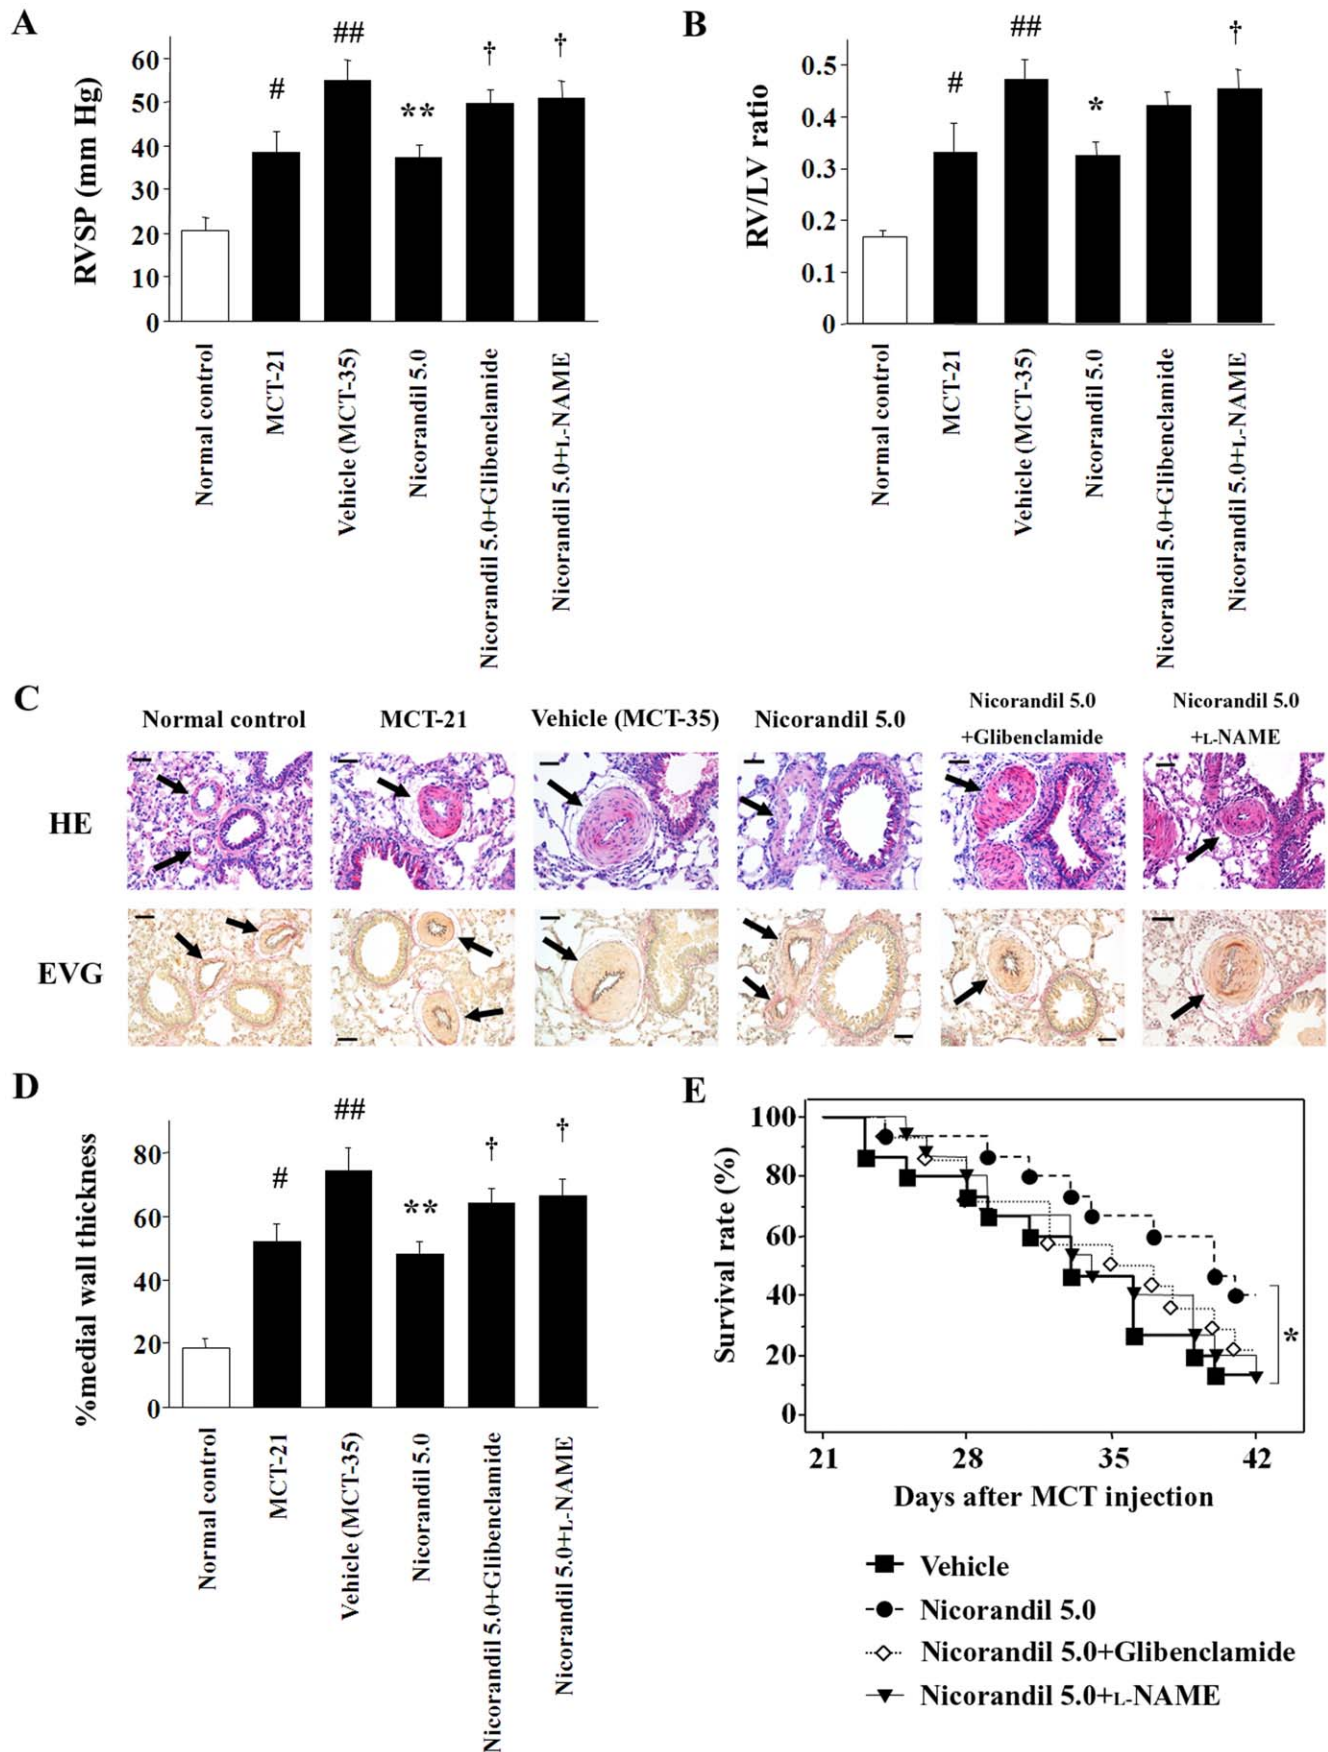 A
RVSP (mm Hg)
60
50
40
30
20
10
0
#
##
**
†
†
Normal control
MCT-21
Vehicle (MCT-35)
Nicorandil 5.0
Nicorandil 5.0+Glibenclamide
Nicorandil 5.0+L-NAME
B
RV/LV ratio
0.5
0.4
0.3
0.2
0.1
0
#
##
*
†
Normal control
MCT-21
Vehicle (MCT-35)
Nicorandil 5.0
Nicorandil 5.0+Glibenclamide
Nicorandil 5.0+L-NAME
C
Normal control
MCT-21
Vehicle (MCT-35)
Nicorandil 5.0
Nicorandil 5.0
+Glibenclamide
Nicorandil 5.0
+L-NAME
HE
EVG
D
%medial wall thickness
80
60
40
20
0
#
##
**
†
†
Normal control
MCT-21
Vehicle (MCT-35)
Nicorandil 5.0
Nicorandil 5.0+Glibenclamide
Nicorandil 5.0+L-NAME
E
Survival rate (%)
100
80
60
40
20
0
*
21 28 35 42
Days after MCT injection
Vehicle
Nicorandil 5.0
Nicorandil 5.0+Glibenclamide
Nicorandil 5.0+L-NAME